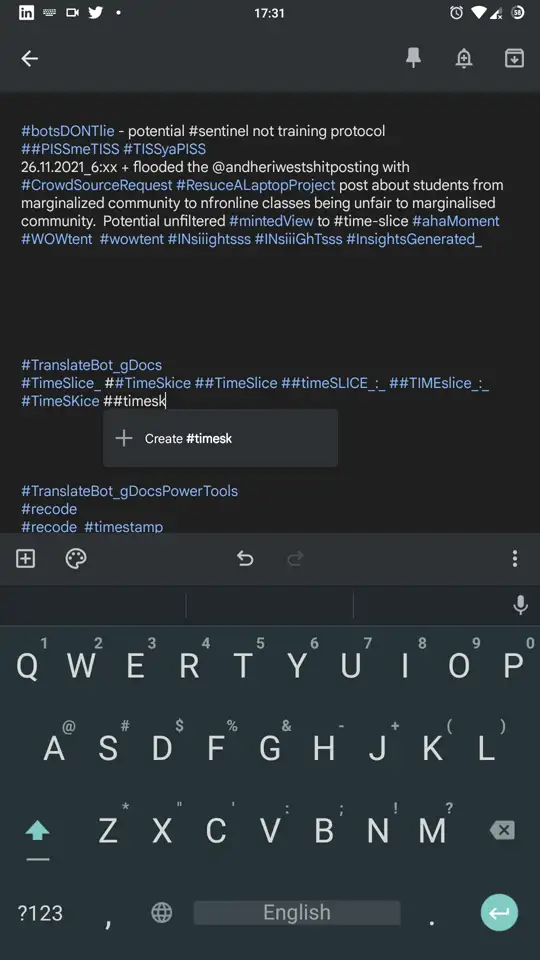 17:31
58
#botsDONTlie - potential #sentinel not training protocol
##PISSmeTISS #TISSyaPISS
26.11.2021_6:xx + flooded the @andheriwestshitposting with
#CrowdSourceRequest #ResuceALaptopProject post about students from
marginalized community to nfronline classes being unfair to marginalised
community.  Potential unfiltered #mintedView to #time-slice #ahaMoment
#WOWtent  #wowtent #INsiiightsss #INsiiiGhTsss #InsightsGenerated_
#TranslateBot_gDocs
#TimeSlice_ ##TimeSkice ##TimeSlice ##timeSLICE_:_ ##TIMEslice_:_
#TimeSKice ##timesk
Create #timesk
#TranslateBot_gDocsPowerTools
#recode
#recode  #timestamp
1 2 3 4 5 6 7 8 9 0
Q W E R T Y U I O P
@ # $ % & - + ( )
A S D F G H J K L
* " ' : ; ! ?
Z X C V B N M
?123 , English .